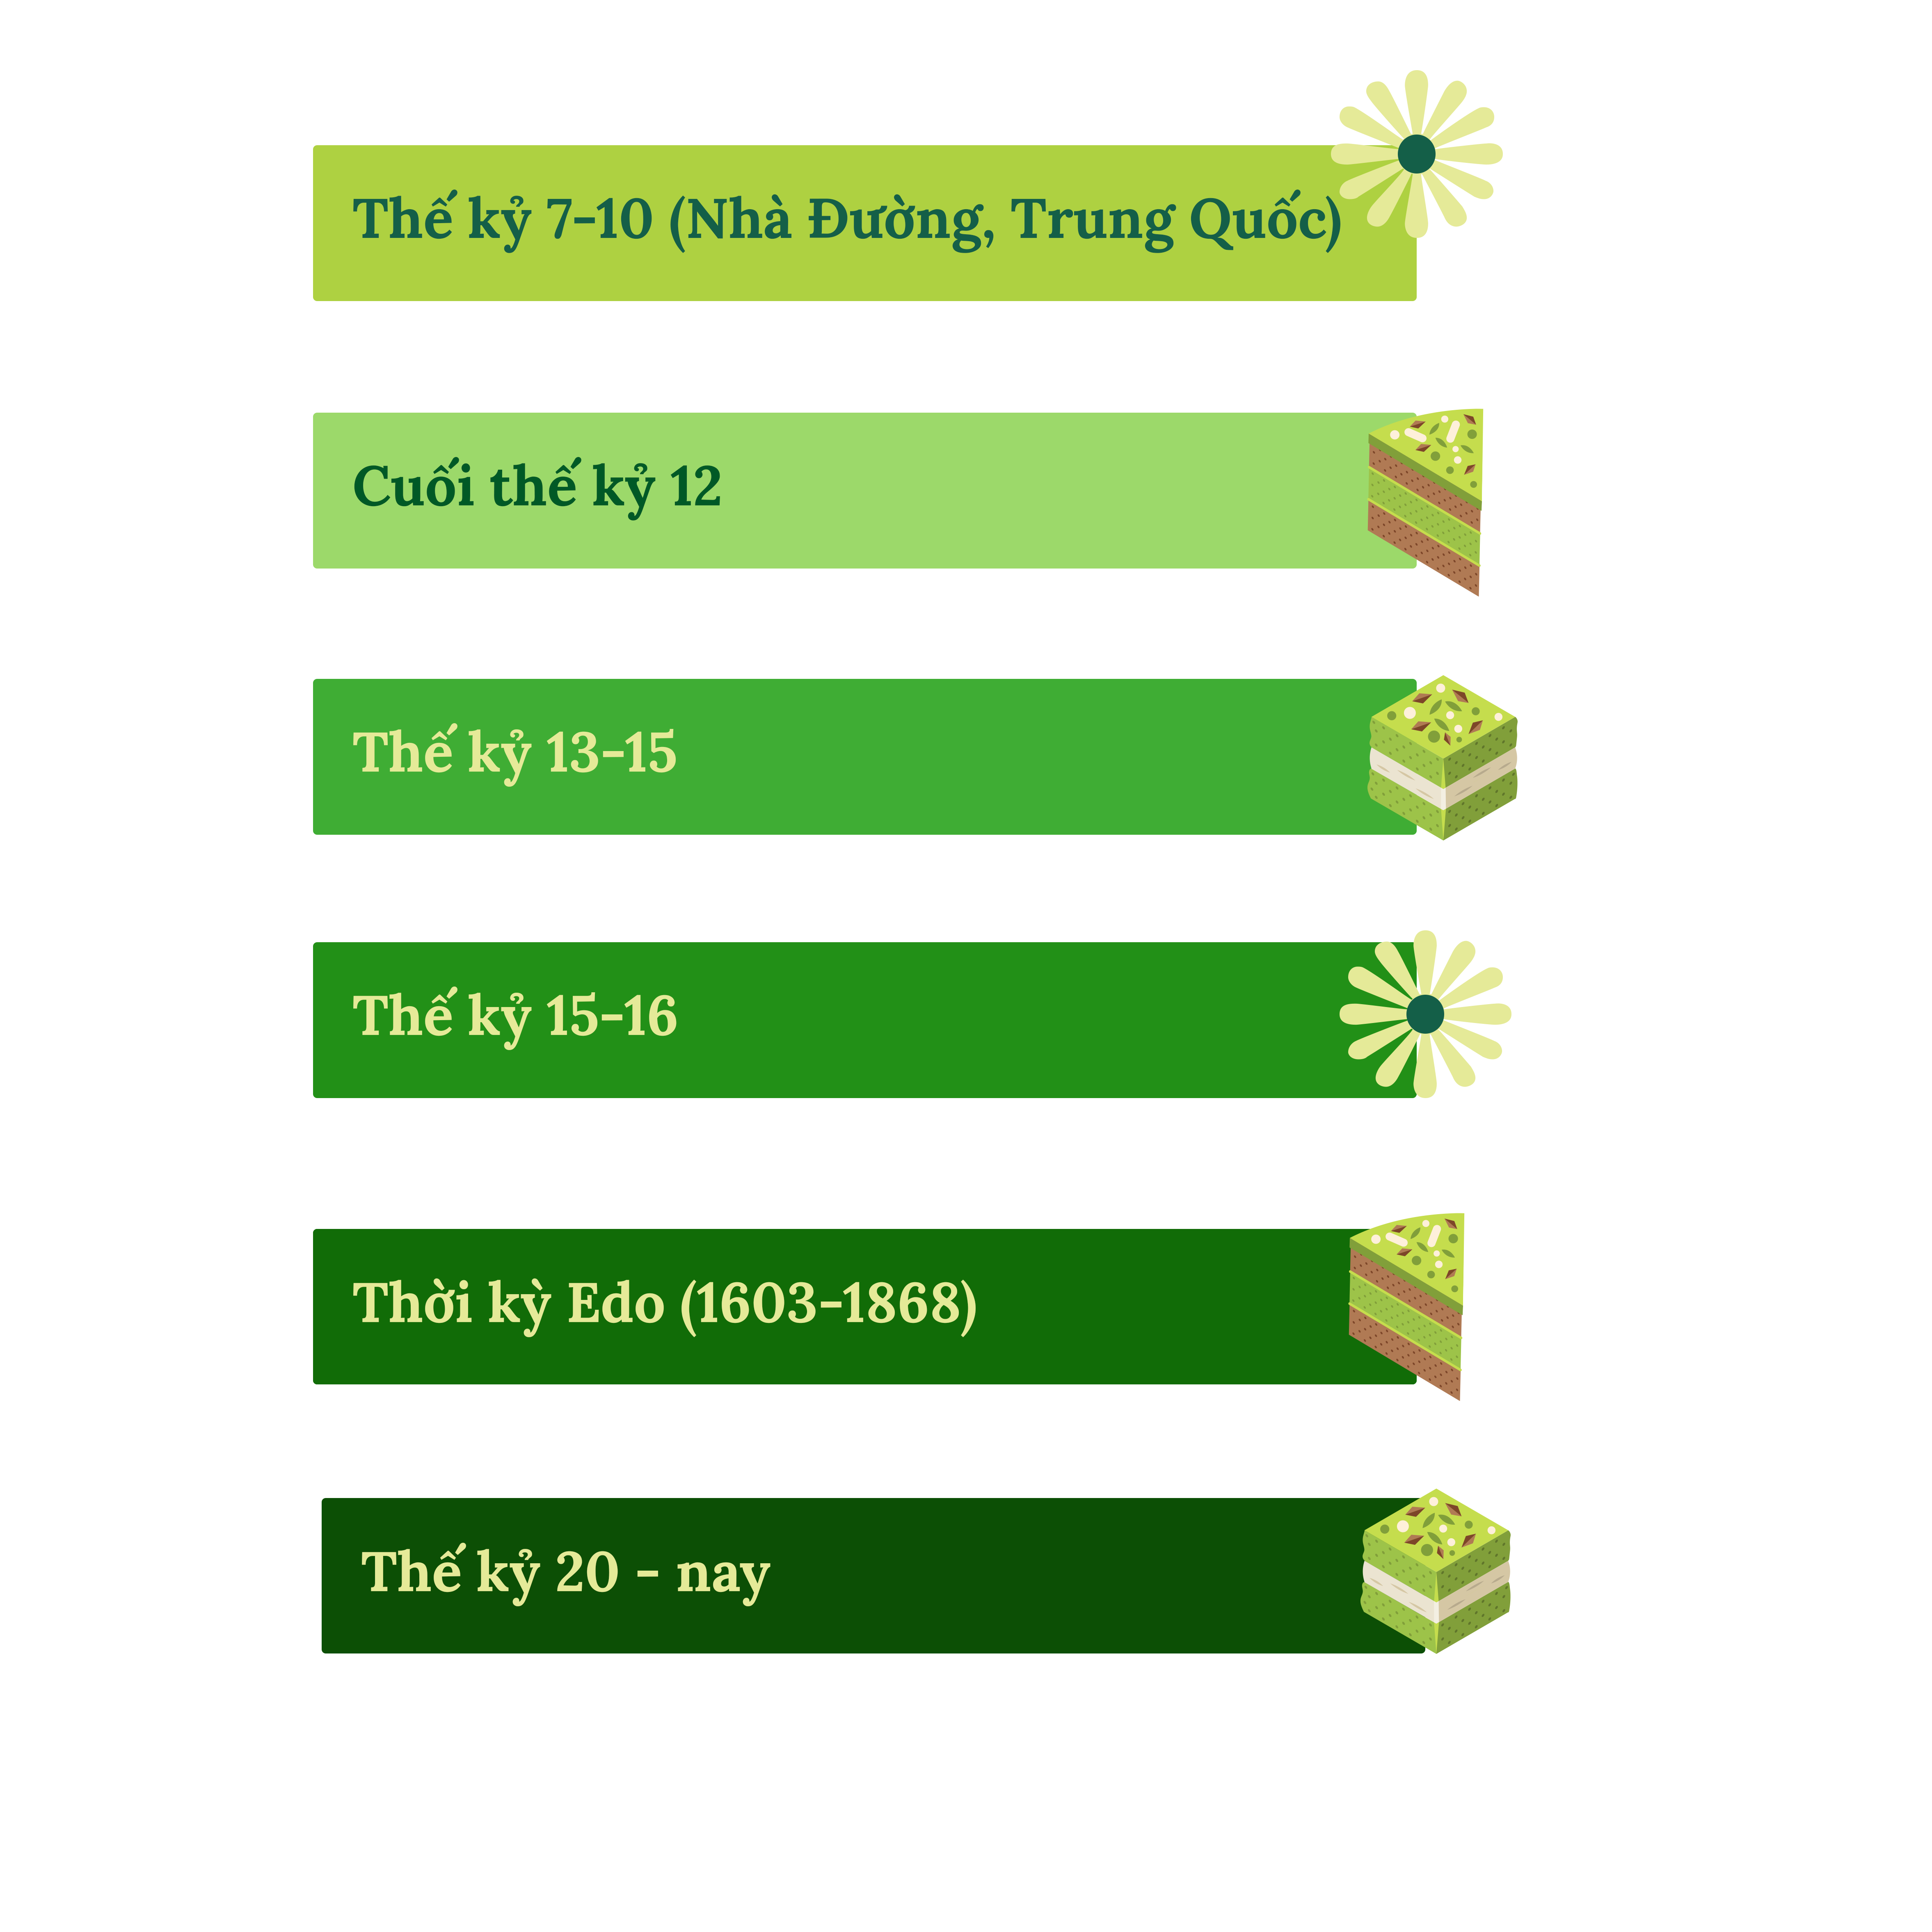 Thế kỷ 7-10 (Nhà Đường, Trung Quốc)
Cuối thế kỷ 12
Thế kỷ 13-15
Thế kỷ 15-16
Thời kỳ Edo (1603-1868)
Thế kỷ 20 - nay